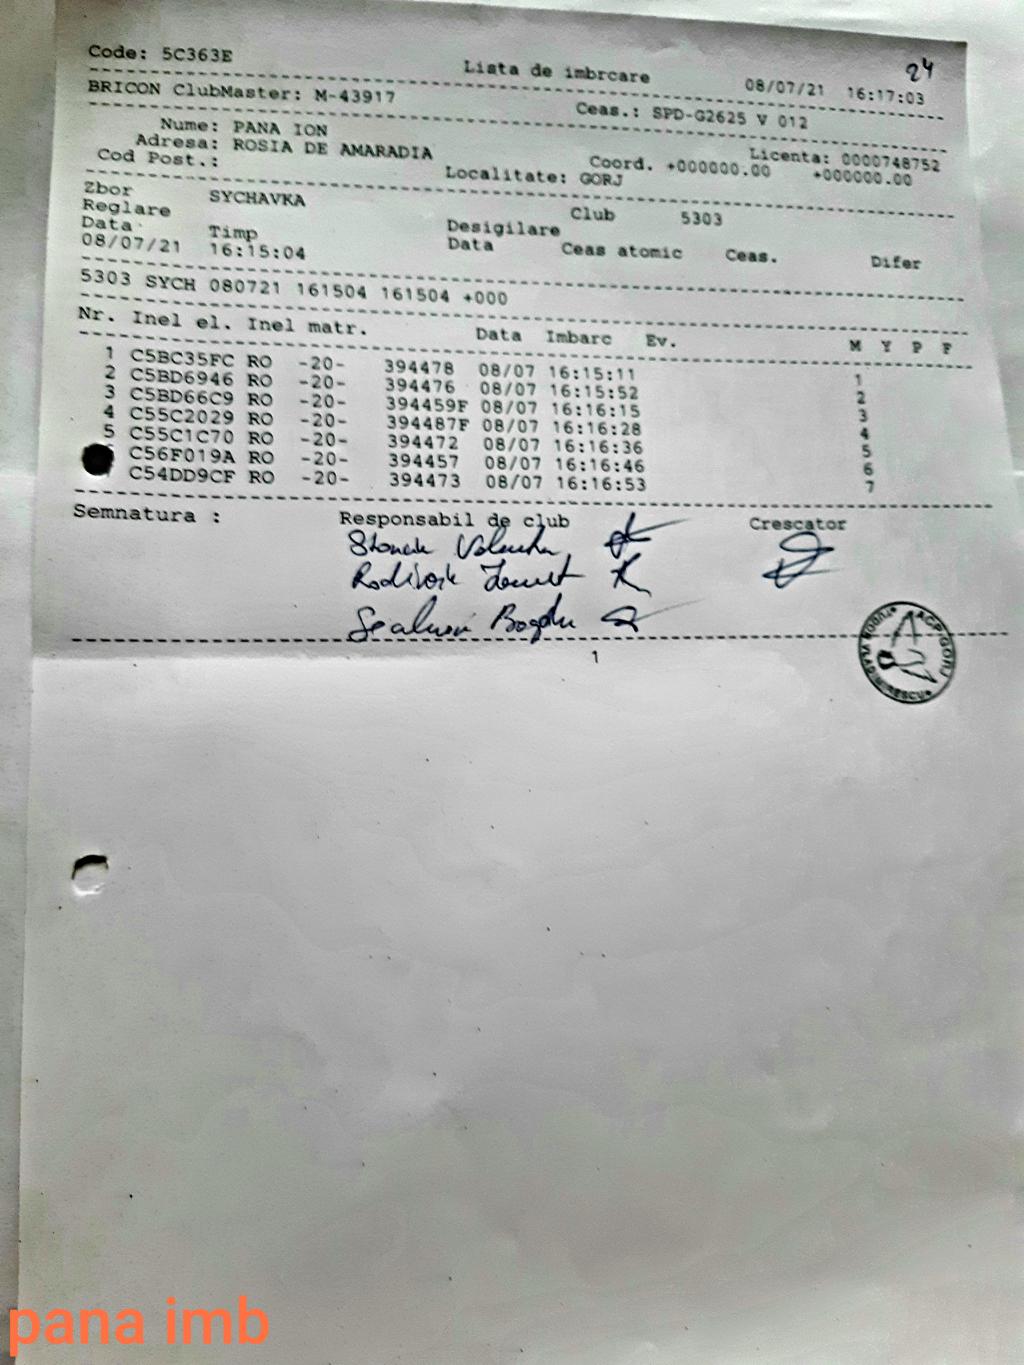 24
Code: 5C363E Lista de imbrcare 08/07/21 16:17:03
BRICON ClubMaster: M-43917 Ceas.: SPD-G2625 V 012
Nume: PANA ION Licenta: 0000748752
Adresa: ROSIA DE AMARADIA Coord. +000000.00 +000000.00
Cod Post.: Localitate: GORJ
Zbor SYCHAVKA Club 5303
Reglare Desigilare
Data Timp Data Ceas atomic Ceas. Difer
08/07/21 16:15:04
5303 SYCH 080721 161504 161504 +000
Nr. Inel el. Inel matr. Data Imbarc Ev. M Y P F
1 C5BC35FC RO -20- 394478 08/07 16:15:11 1
2 C5BD6946 RO -20- 394476 08/07 16:15:52 2
3 C5BD66C9 RO -20- 394459F 08/07 16:16:15 3
4 C55C2029 RO -20- 394487F 08/07 16:16:28 4
5 C55C1C70 RO -20- 394472 08/07 16:16:36 5
C56F019A RO -20- 394457 08/07 16:16:46 6
C54DD9CF RO -20- 394473 08/07 16:16:53 7
Semnatura : Responsabil de club Crescator
Bogdan
ACP GORJ
TUDOR VLADIMIRESCU
1
pana imb